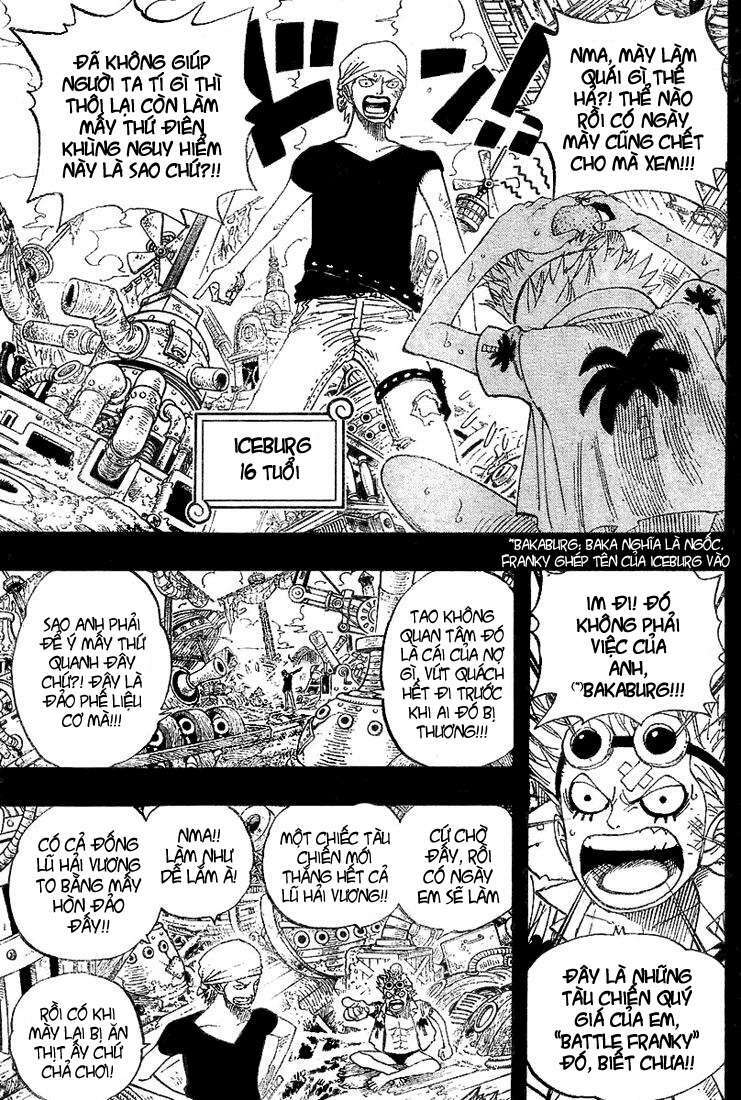 NMA, MÀY LÀM
QUÁI GÌ THẾ
HẢ?! THẾ NÀO
RỒI CÓ NGÀY
MÀY CŨNG CHẾT
CHO MÀ XEM!!!
ĐÃ KHÔNG GIÚP
NGƯỜI TA TÍ GÌ THÌ
THÔI LẠI CÒN LÀM
MẤY THỨ ĐIÊN
KHÙNG NGUY HIỂM
NÀY LÀ SAO CHỨ?!!
ドン!!
ICEBURG
16 TUỔI
*BAKABURG: BAKA NGHĨA LÀ NGỐC.
FRANKY GHÉP TÊN CỦA ICEBURG VÀO
IM ĐI! ĐÓ
KHÔNG PHẢI
VIỆC CỦA
ANH,
(*)BAKABURG!!!
ĐÂY LÀ NHỮNG
TÀU CHIẾN QUÝ
GIÁ CỦA EM,
"BATTLE FRANKY"
ĐÓ, BIẾT CHƯA!!
TAO KHÔNG
QUAN TÂM ĐÓ
LÀ CÁI CỦA NỢ
GÌ, VỨT QUÁCH
HẾT ĐI TRƯỚC
KHI AI ĐÓ BỊ
THƯƠNG!!!
SAO ANH PHẢI
ĐỂ Ý MẤY THỨ
QUANH ĐÂY
CHỨ?! ĐÂY LÀ
ĐẢO PHẾ LIỆU
CƠ MÀ!!!
CỨ CHỜ
ĐẤY, RỒI
CÓ NGÀY
EM SẼ LÀM
MỘT CHIẾC TÀU
CHIẾN MỚI
THẮNG HẾT CẢ
LŨ HẢI VƯƠNG!!
NMA!!
LÀM NHƯ
DỄ LẮM À!
CÓ CẢ ĐỐNG
LŨ HẢI VƯƠNG
TO BẰNG MẤY
HÒN ĐẢO
ĐẤY!!
RỒI CÓ KHI
MÀY LẠI BỊ ĂN
THỊT ẤY CHỨ
CHẢ CHƠI!!